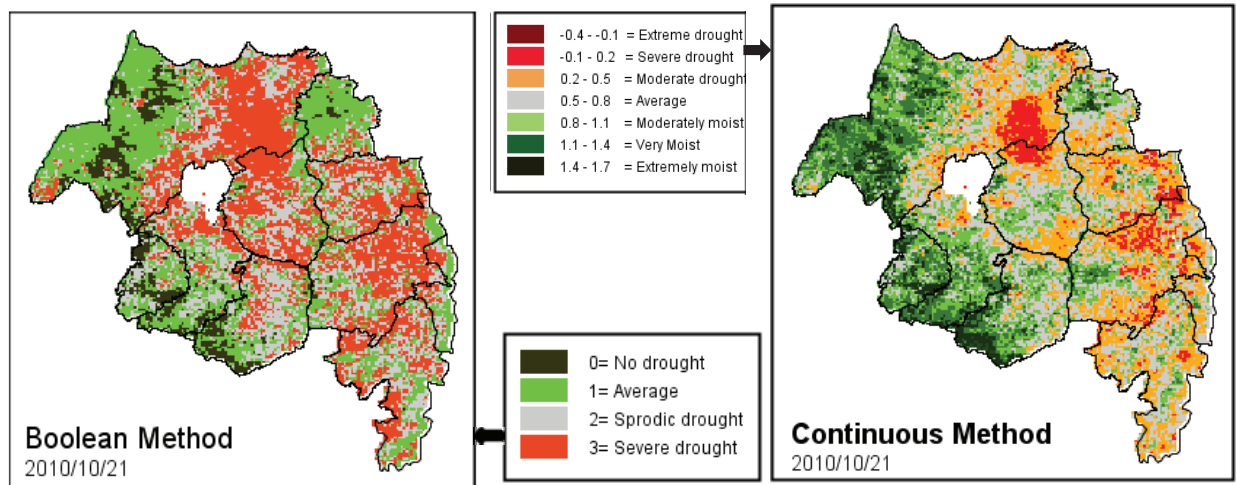 -0.4 - -0.1 = Extreme drought
-0.1 - 0.2 = Severe drought
0.2 - 0.5 = Moderate drought
0.5 - 0.8 = Average
0.8 - 1.1 = Moderately moist
1.1 - 1.4 = Very Moist
1.4 - 1.7 = Extremely moist
0= No drought
1= Average
2= Sprodic drought
3= Severe drought
Boolean Method
2010/10/21
Continuous Method
2010/10/21